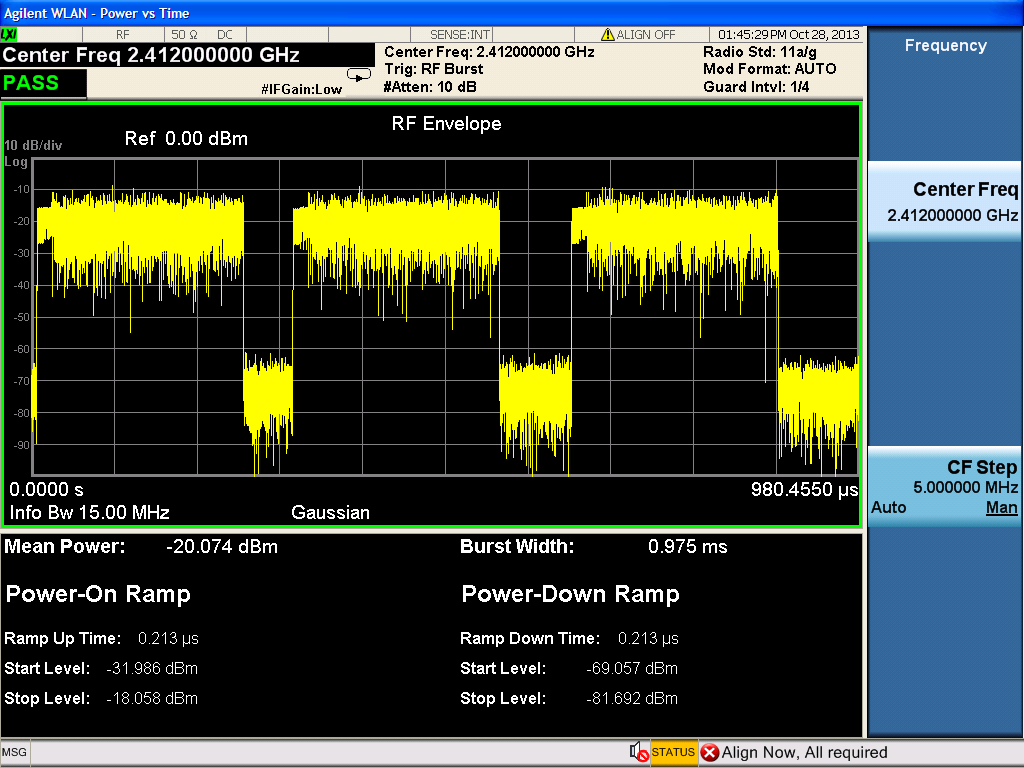 Agilent WLAN - Power vs Time
LXI RF 50 Ω DC SENSE:INT ALIGN OFF 01:45:29 PM Oct 28, 2013
Center Freq 2.412000000 GHz
PASS
#IFGain:Low
Center Freq: 2.412000000 GHz
Trig: RF Burst
#Atten: 10 dB
Radio Std: 11a/g
Mod Format: AUTO
Guard Intvl: 1/4
RF Envelope
10 dB/div Ref 0.00 dBm
Log
-10
-20
-30
-40
-50
-60
-70
-80
-90
0.0000 s 980.4550 µs
Info Bw 15.00 MHz Gaussian
Mean Power: -20.074 dBm Burst Width: 0.975 ms
Power-On Ramp Power-Down Ramp
Ramp Up Time: 0.213 µs Ramp Down Time: 0.213 µs
Start Level: -31.986 dBm Start Level: -69.057 dBm
Stop Level: -18.058 dBm Stop Level: -81.692 dBm
Frequency
Center Freq
2.412000000 GHz
CF Step
5.000000 MHz
Auto Man
MSG STATUS Align Now, All required